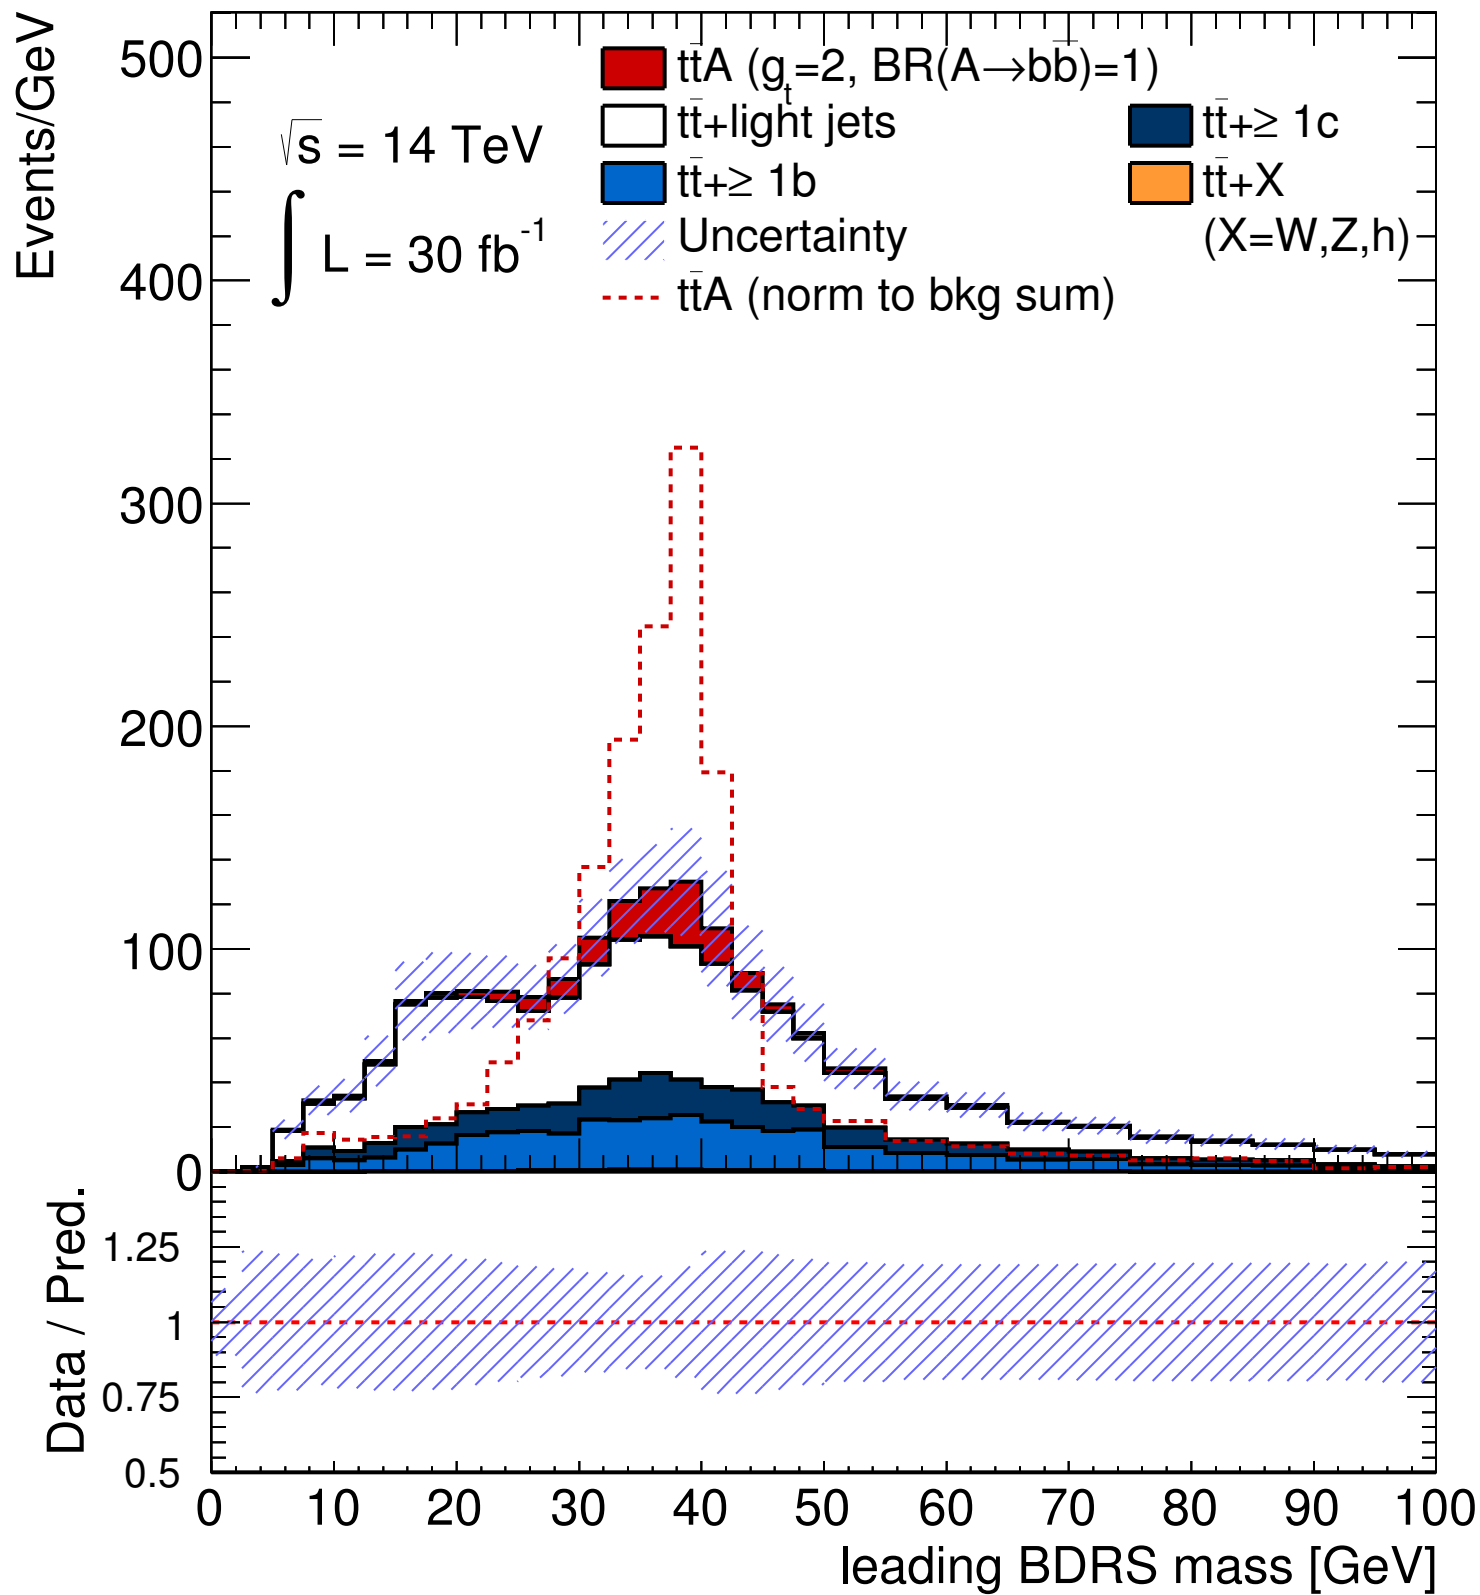 Events/GeV
500
400
300
200
100
0
√s = 14 TeV
∫ L = 30 fb⁻¹
tt̄A (gₜ=2, BR(A→bb̄)=1)
tt̄+light jets
tt̄+≥ 1b
Uncertainty
tt̄A (norm to bkg sum)
tt̄+≥ 1c
tt̄+X
(X=W,Z,h)
Data / Pred.
1.25
1
0.75
0.5
0 10 20 30 40 50 60 70 80 90 100
leading BDRS mass [GeV]